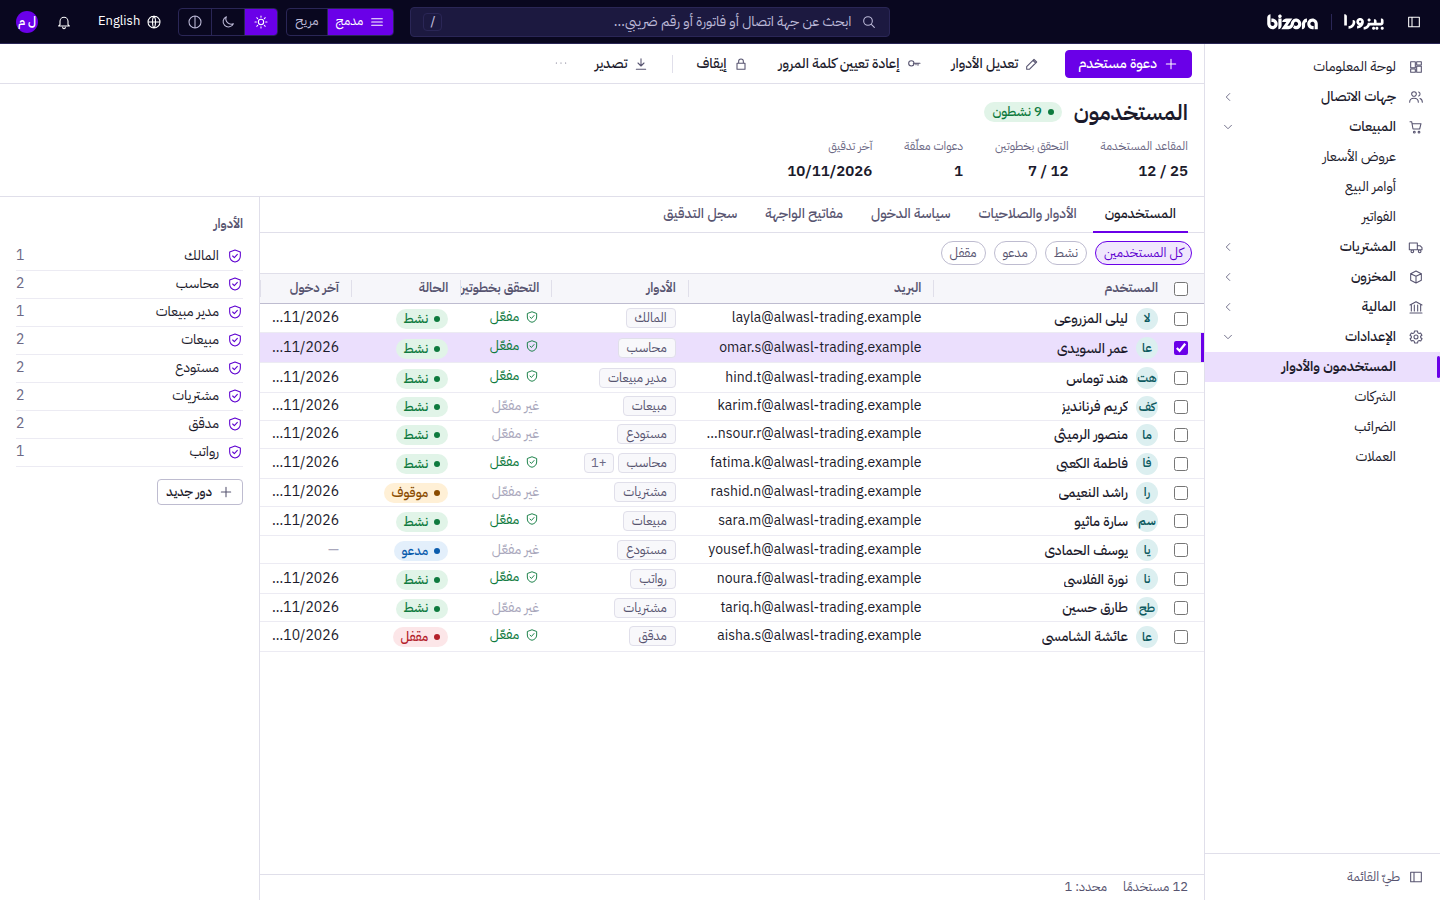 بيزورا bizora
ابحث عن جهة اتصال أو فاتورة أو رقم ضريبي... /
مدمج مريح
English
ل م
لوحة المعلومات
جهات الاتصال
المبيعات
عروض الأسعار
أوامر البيع
الفواتير
المشتريات
المخزون
المالية
الإعدادات
المستخدمون والأدوار
الشركات
الضرائب
العملات
طيّ القائمة
دعوة مستخدم تعديل الأدوار إعادة تعيين كلمة المرور إيقاف تصدير ...
المستخدمون 9 نشطون
المقاعد المستخدمة التحقق بخطوتين دعوات معلّقة آخر تدقيق
12 / 25 7 / 12 1 10/11/2026
المستخدمون الأدوار والصلاحيات سياسة الدخول مفاتيح الواجهة سجل التدقيق
كل المستخدمين نشط مدعو مقفل
المستخدم البريد الأدوار التحقق بخطوتين الحالة آخر دخول
لا ليلى المزروعي layla@alwasl-trading.example المالك مفعّل نشط ...11/2026
عا عمر السويدي omar.s@alwasl-trading.example محاسب مفعّل نشط ...11/2026
هت هند توماس hind.t@alwasl-trading.example مدير مبيعات مفعّل نشط ...11/2026
كف كريم فرنانديز karim.f@alwasl-trading.example مبيعات غير مفعّل نشط ...11/2026
ما منصور الرميثي ...nsour.r@alwasl-trading.example مستودع غير مفعّل نشط ...11/2026
فا فاطمة الكعبي fatima.k@alwasl-trading.example محاسب +1 مفعّل نشط ...11/2026
را راشد النعيمي rashid.n@alwasl-trading.example مشتريات غير مفعّل موقوف ...11/2026
سم سارة ماثيو sara.m@alwasl-trading.example مبيعات مفعّل نشط ...11/2026
يا يوسف الحمادي yousef.h@alwasl-trading.example مستودع غير مفعّل مدعو —
نا نورة الفلاسي noura.f@alwasl-trading.example رواتب مفعّل نشط ...11/2026
طح طارق حسين tariq.h@alwasl-trading.example مشتريات غير مفعّل نشط ...11/2026
عا عائشة الشامسي aisha.s@alwasl-trading.example مدقق مفعّل مقفل ...10/2026
12 مستخدمًا محدد: 1
الأدوار
المالك 1
محاسب 2
مدير مبيعات 1
مبيعات 2
مستودع 2
مشتريات 2
مدقق 2
رواتب 1
دور جديد